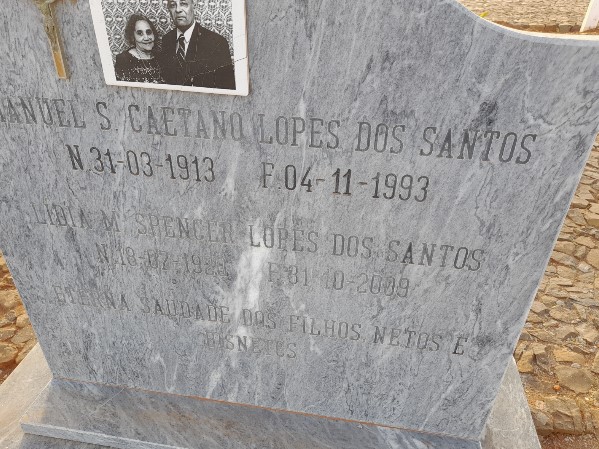 MANUEL S. CAETANO LOPES DOS SANTOS
N.31-03-1913 F.04-11-1993
LIDIA M. SPENCER LOPES DOS SANTOS
F.31-10-2009
ETERNA SAUDADE DOS FILHOS NETOS E
BISNETOS